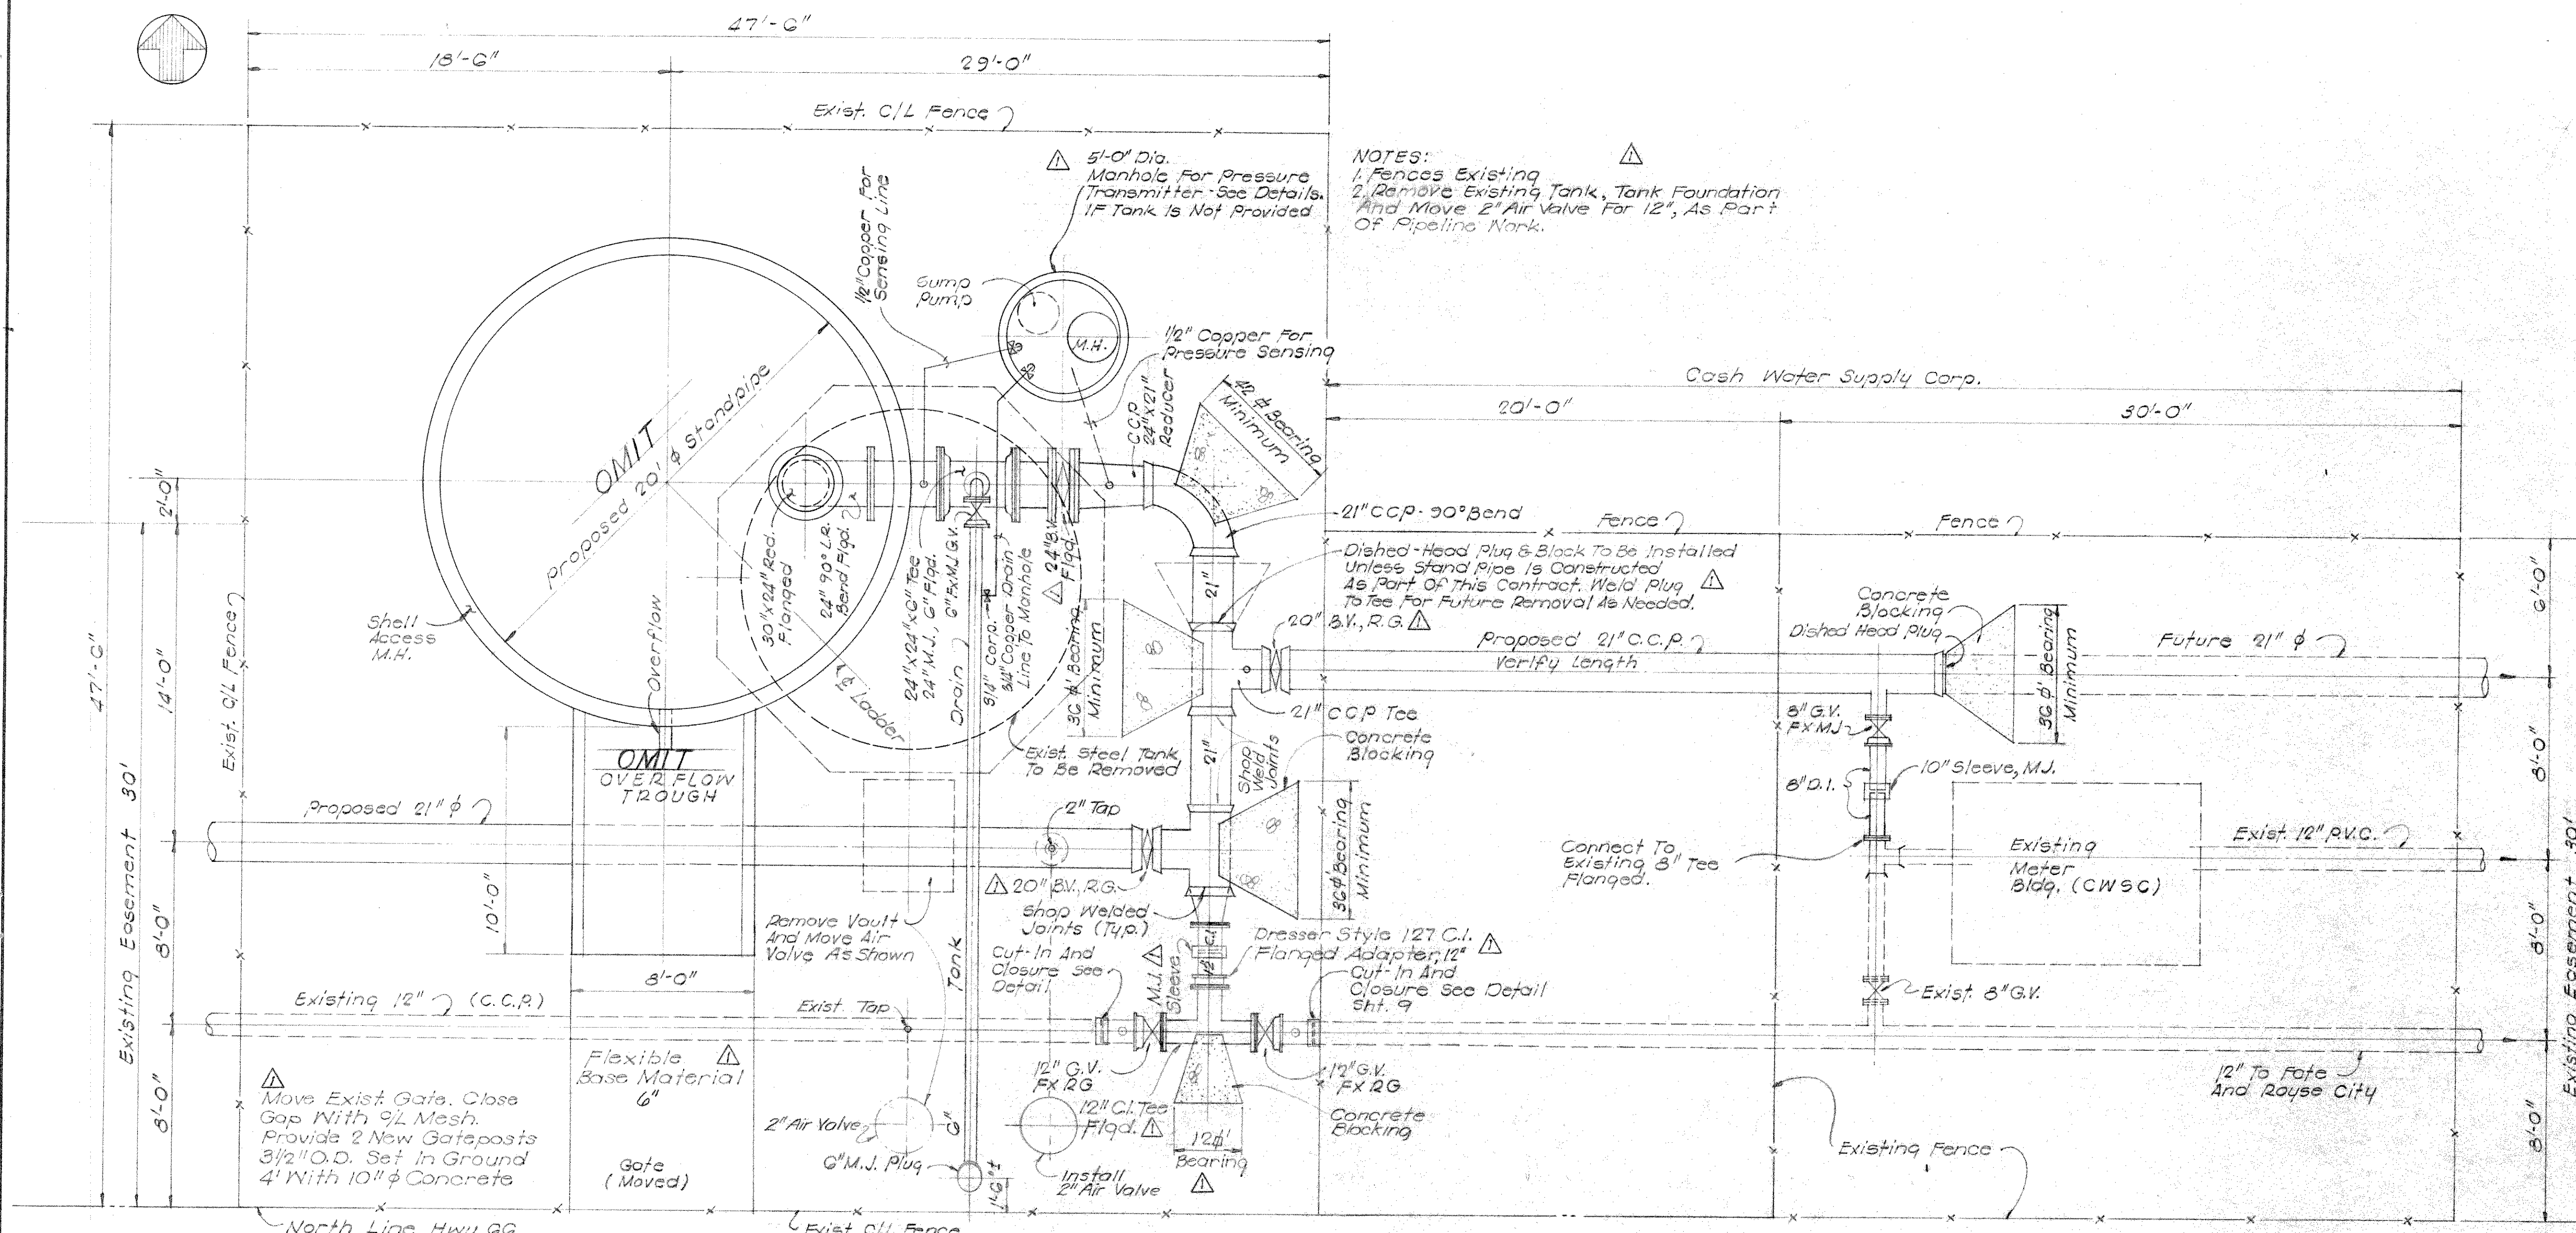 47'-6"
18'-6"
29'-0"
Exist. C/L Fence
5'-0" Dia.
Manhole For Pressure
Transmitter-See Details.
IF Tank Is Not Provided
NOTES:
1. Fences Existing
2. Remove Existing Tank, Tank Foundation
And Move 2" Air Valve For 12", As Part
Of Pipeline Work.
1/2" Copper For
Sensing Line
Sump
Pump
M.H.
1/2" Copper For
Pressure Sensing
CCP
24"X21"
Reducer
42 ⌀ Bearing
Minimum
Cash Water Supply Corp.
20'-0"
30'-0"
OMIT
Proposed 20' ⌀ Standpipe
2'-0"
21" CCP-90° Bend
Fence
Fence
Dished-Head Plug & Block To Be Installed
Unless Stand Pipe Is Constructed
As Part Of This Contract. Weld Plug
To Tee For Future Removal As Needed.
30"X24" Red.
Flanged
24" 90° L.R.
Bend Flgd.
24"X24"X6" Tee
24" M.J., 6" Flgd.
Drain
6" FXMJ G.V.
3/4" Corp.
3/4" Copper Drain
Line To Manhole
24" B.V.
Flgd.
36 ⌀' Bearing
Minimum
21"
20" B.V., R.G.
Proposed 21" C.C.P.
Verify Length
Concrete
Blocking
Dished Head Plug
36 ⌀' Bearing
Minimum
Future 21" ⌀
6'-0"
Shell
Access
M.H.
Exist. C/L Fence
47'-6"
14'-0"
Overflow
Ladder
21" CCP Tee
Concrete
Blocking
8" G.V.
FXMJ
Exist. Steel Tank
To Be Removed
21"
Shop
Weld
Joints
OMIT
OVER FLOW
TROUGH
8" D.I.
10" Sleeve, MJ.
8'-0"
Proposed 21" ⌀
2" Tap
36⌀' Bearing
Minimum
Connect To
Existing 8" Tee
Flanged.
Existing
Meter
Bldg. (CWSC)
Exist. 12" P.V.C.
Existing Easement 30'
10'-0"
20" B.V., R.G.
Shop Welded
Joints (Typ.)
Remove Vault
And Move Air
Valve As Shown
Tank
Cut-In And
Closure See
Detail
M.J.
Sleeve
12" C.I.
Dresser Style 127 C.I.
Flanged Adapter, 12"
Cut-In And
Closure See Detail
Sht. 9
8'-0"
8'-0"
8'-0"
Existing Easement 30'
Existing 12" (C.C.P.)
Exist. Tap
Exist. 8" G.V.
Flexible
Base Material
6"
12" G.V.
FX RG
12" G.V.
FX RG
12" To Fate
And Royse City
Move Exist. Gate. Close
Gap With C/L Mesh.
Provide 2 New Gateposts
3 1/2" O.D. Set In Ground
4' With 10" ⌀ Concrete
8'-0"
2" Air Valve
6"
12" C.I. Tee
Flgd.
12⌀'
Bearing
Concrete
Blocking
Existing Fence
8'-0"
Gate
(Moved)
6" M.J. Plug
1'-6"±
Install
2" Air Valve
North Line Hwy 66
Exist C/L Fence